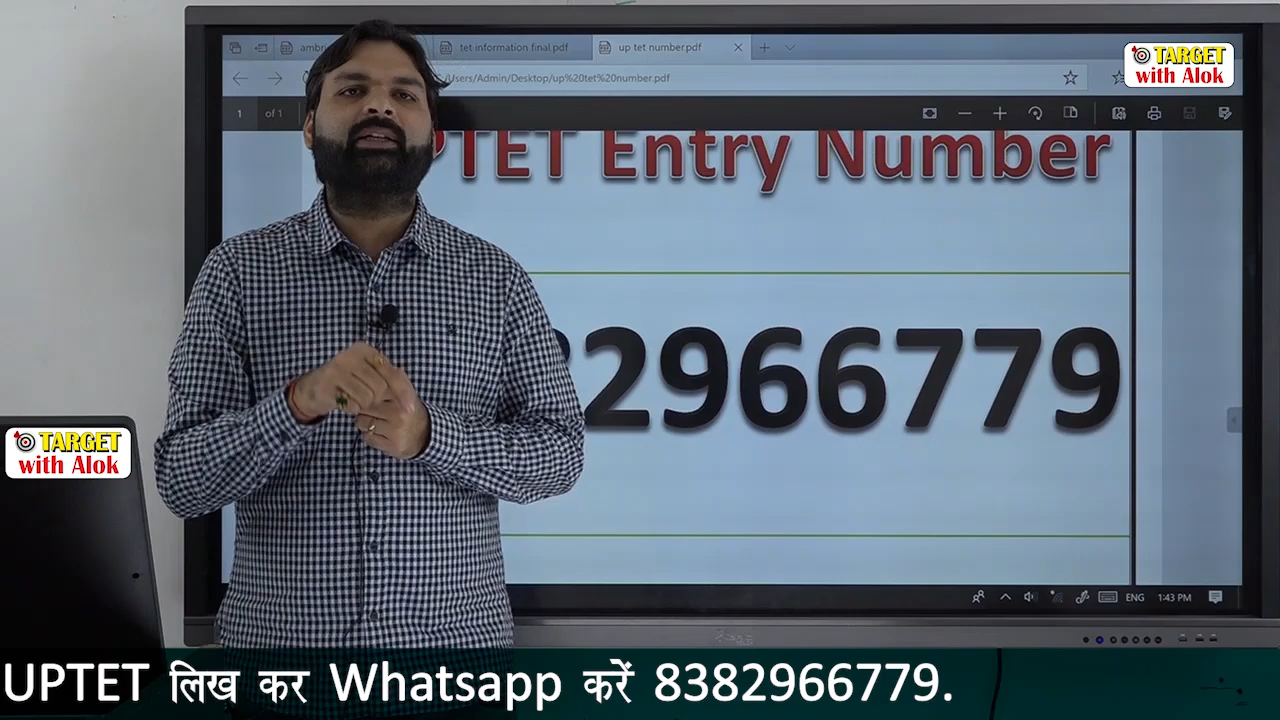 tet information final.pdf
up tet number.pdf
/Users/Admin/Desktop/up%20tet%20number.pdf
TARGET
with Alok
1 of 1
PTET Entry Number
2966779
TARGET
with Alok
ENG 1:43 PM
UPTET लिख कर Whatsapp करें 8382966779.